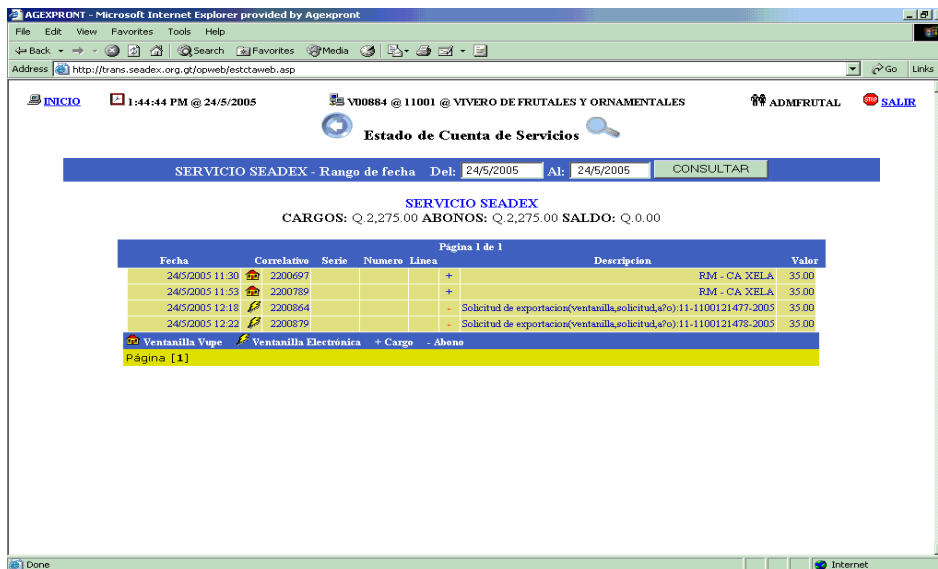 AGEXPRONT - Microsoft Internet Explorer provided by Agexpront
File Edit View Favorites Tools Help
Back Search Favorites Media
Address http://trans.seadex.org.gt/opweb/estctaweb.asp Go Links
INICIO 1:44:44 PM @ 24/5/2005 V00884 @ 11001 @ VIVERO DE FRUTALES Y ORNAMENTALES ADMFRUTAL STOP SALIR
Estado de Cuenta de Servicios
SERVICIO SEADEX - Rango de fecha Del: 24/5/2005 Al: 24/5/2005 CONSULTAR
SERVICIO SEADEX
CARGOS: Q.2,275.00 ABONOS: Q.2,275.00 SALDO: Q.0.00
Página 1 de 1
Fecha Correlativo Serie Numero Linea Descripcion Valor
24/5/2005 11:30 2200697 + RM - CA XELA 35.00
24/5/2005 11:53 2200789 + RM - CA XELA 35.00
24/5/2005 12:18 2200864 - Solicitud de exportacion(ventanilla,solicitud,a?o):11-1100121477-2005 35.00
24/5/2005 12:22 2200879 - Solicitud de exportacion(ventanilla,solicitud,a?o):11-1100121478-2005 35.00
Ventanilla Vupe Ventanilla Electrónica + Cargo - Abono
Página [1]
Done Internet